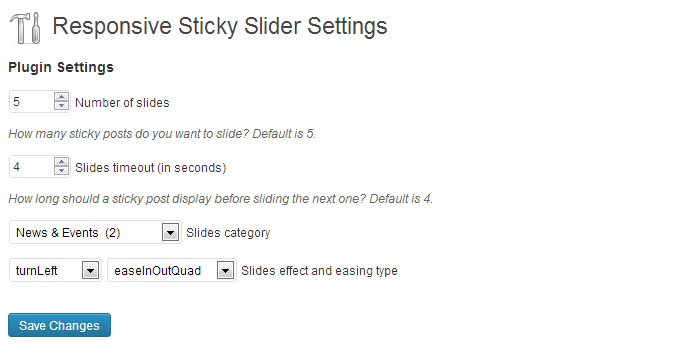 Responsive Sticky Slider Settings
Plugin Settings
5 Number of slides
How many sticky posts do you want to slide? Default is 5.
4 Slides timeout (in seconds)
How long should a sticky post display before sliding the next one? Default is 4.
News & Events (2) Slides category
turnLeft easeInOutQuad Slides effect and easing type
Save Changes